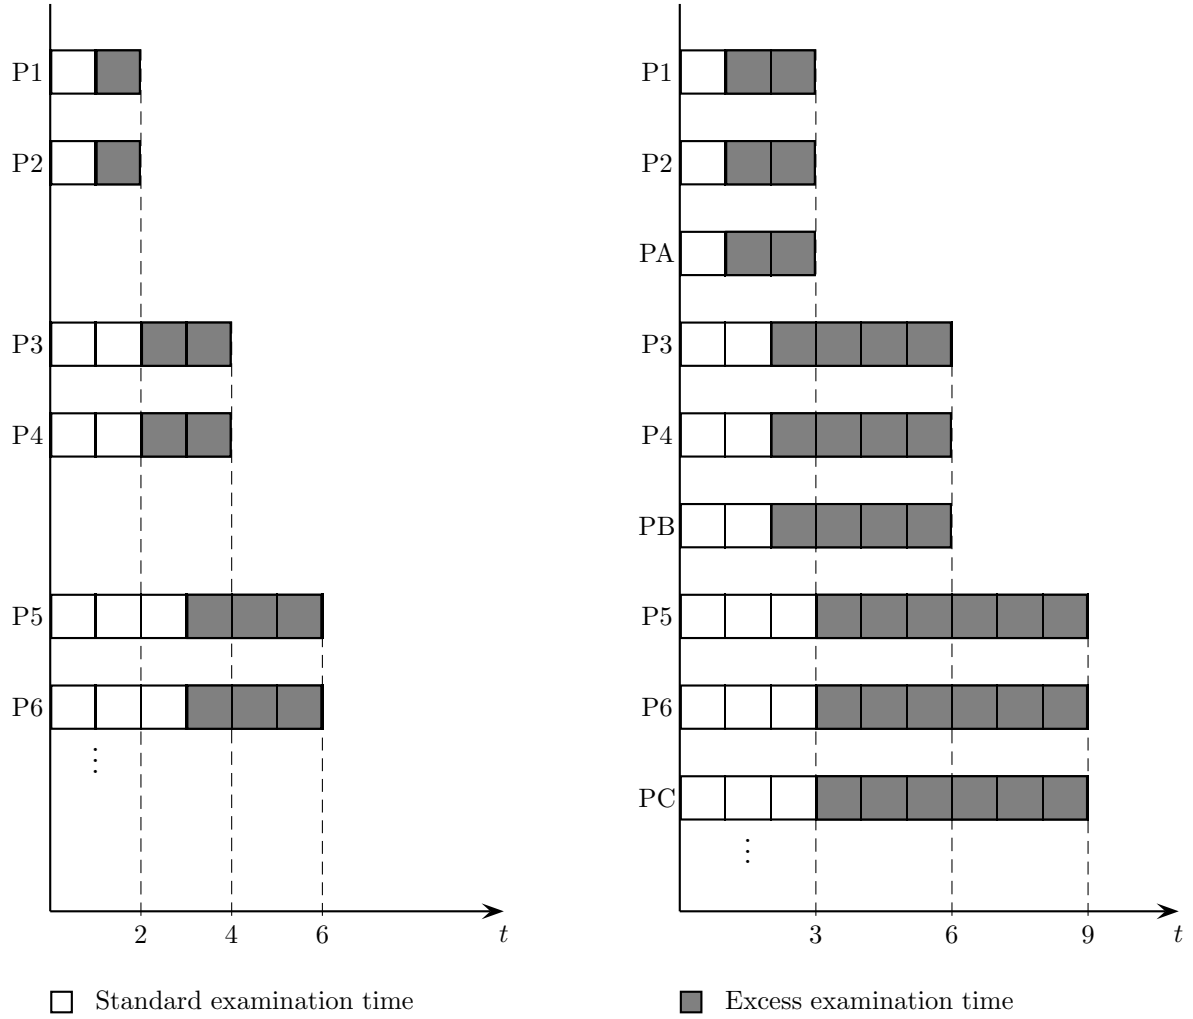 P1
P2
P3
P4
P5
P6
⋮
2 4 6 t
P1
P2
PA
P3
P4
PB
P5
P6
PC
⋮
3 6 9 t
Standard examination time
Excess examination time